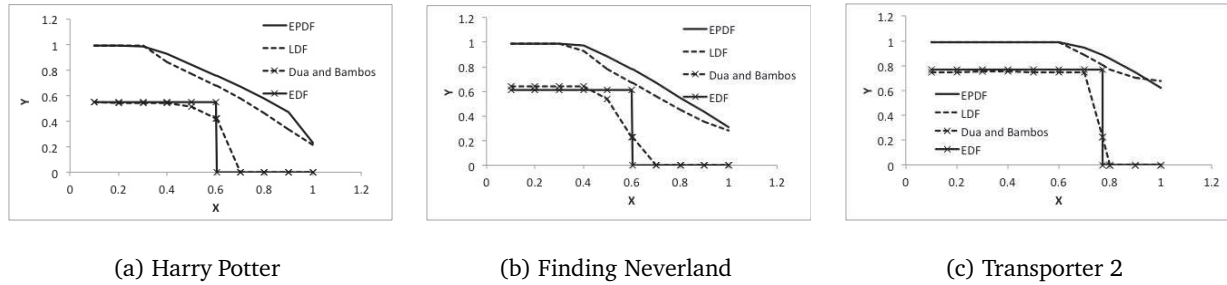 1.2
1
0.8
0.6
0.4
0.2
0
Y
0 0.2 0.4 0.6 0.8 1 1.2
X
EPDF
LDF
Dua and Bambos
EDF
(a) Harry Potter
1.2
1
0.8
0.6
0.4
0.2
0
Y
0 0.2 0.4 0.6 0.8 1 1.2
X
EPDF
LDF
Dua and Bambos
EDF
(b) Finding Neverland
1.2
1
0.8
0.6
0.4
0.2
0
Y
0 0.2 0.4 0.6 0.8 1 1.2
X
EPDF
LDF
Dua and Bambos
EDF
(c) Transporter 2